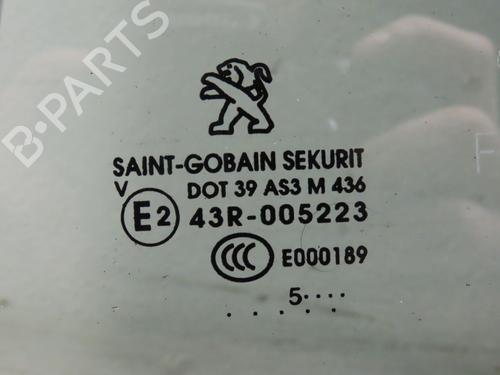 B-PARTS
SAINT-GOBAIN SEKURIT
V DOT 39 AS3 M 436
E2 43R-005223
CCC E000189
5····
. . . . .
F